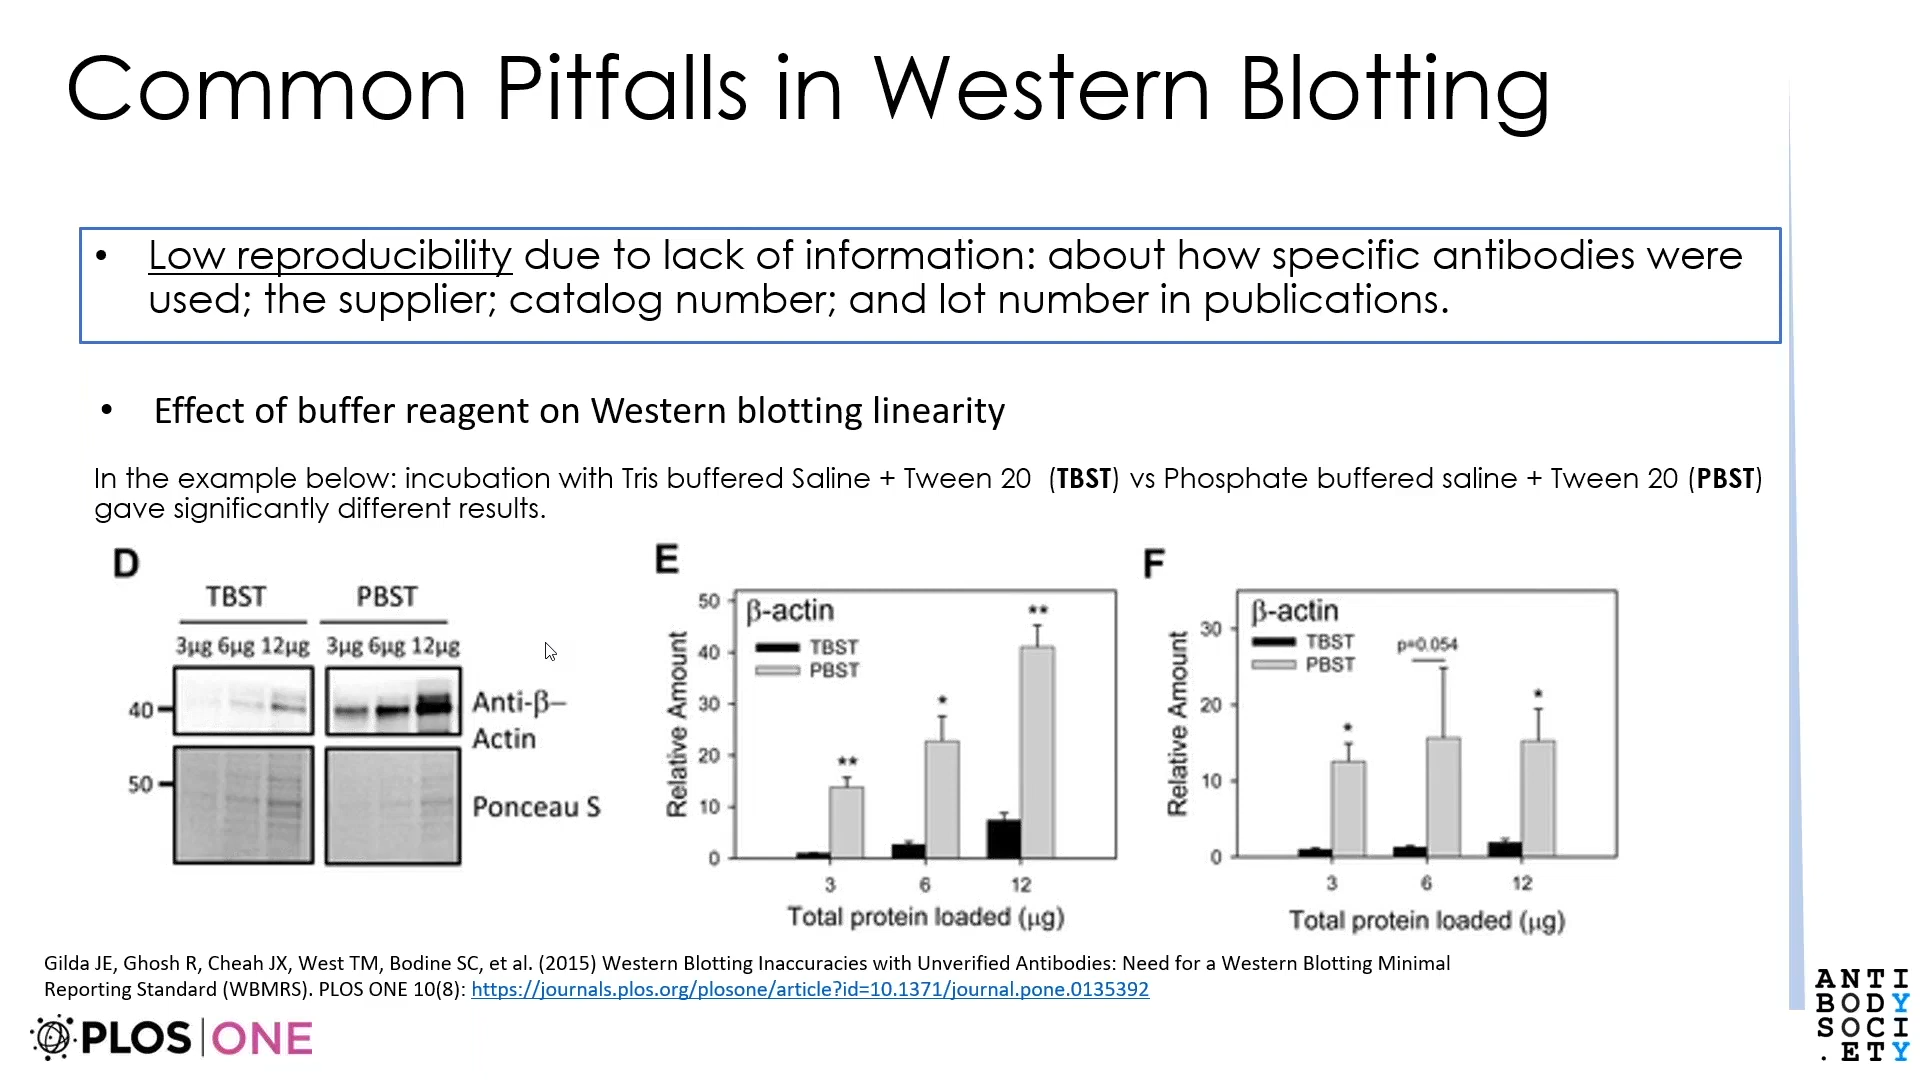 Common Pitfalls in Western Blotting
• Low reproducibility due to lack of information: about how specific antibodies were
used; the supplier; catalog number; and lot number in publications.
• Effect of buffer reagent on Western blotting linearity
In the example below: incubation with Tris buffered Saline + Tween 20 (TBST) vs Phosphate buffered saline + Tween 20 (PBST)
gave significantly different results.
D
TBST PBST
3µg 6µg 12µg 3µg 6µg 12µg
40
Anti-β–
Actin
50
Ponceau S
E
β-actin
TBST
PBST
Relative Amount
50
40
30
20
10
0
**
*
**
3 6 12
Total protein loaded (µg)
F
β-actin
TBST
PBST
p=0.054
Relative Amount
30
20
10
0
*
*
3 6 12
Total protein loaded (µg)
Gilda JE, Ghosh R, Cheah JX, West TM, Bodine SC, et al. (2015) Western Blotting Inaccuracies with Unverified Antibodies: Need for a Western Blotting Minimal
Reporting Standard (WBMRS). PLOS ONE 10(8): https://journals.plos.org/plosone/article?id=10.1371/journal.pone.0135392
PLOS | ONE
ANTI
BODY
SOCI
.ETY